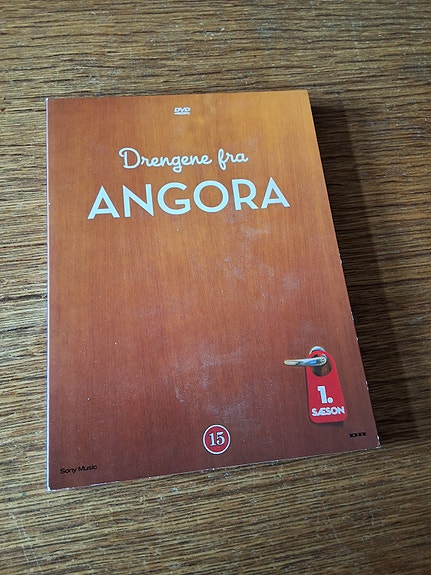 DVD
Drengene fra
ANGORA
1.
SÆSON
15
Sony Music